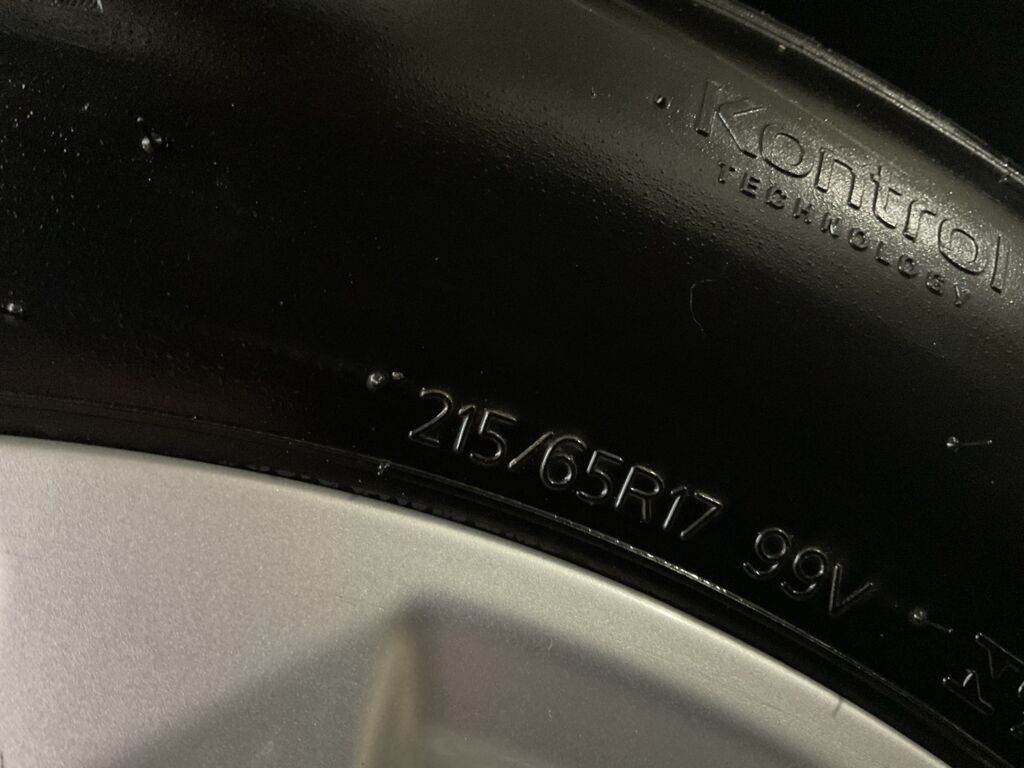 Kontrol
TECHNOLOGY
215/65R17 99V